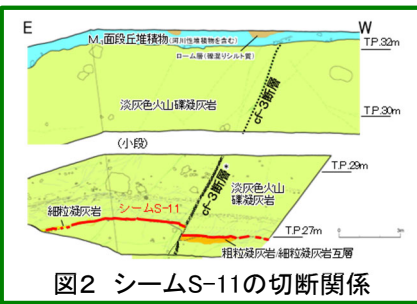 E
W
M₁面段丘堆積物(河川性堆積物を含む)
ローム層(礫混りシルト質)
T.P.32m
淡灰色火山礫凝灰岩
cf-3断層
T.P.30m
(小段)
T.P.29m
cf-3断層
淡灰色火山
礫凝灰岩
細粒凝灰岩
シームS-11
T.P.27m
粗粒凝灰岩/細粒凝灰岩互層
0
3m
図2 シームS-11の切断関係